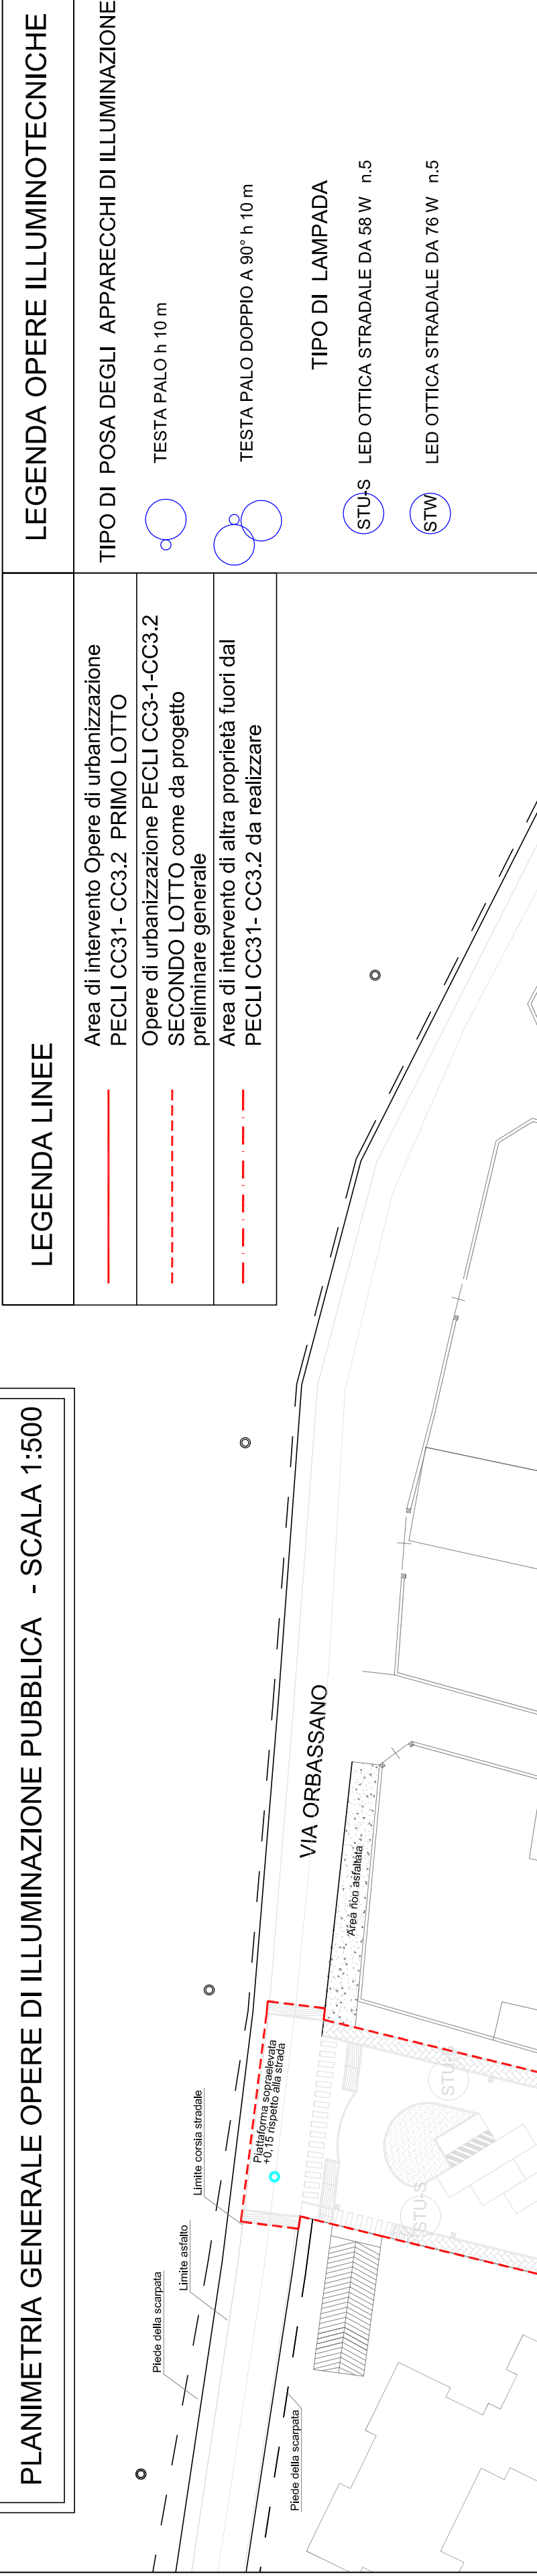 PLANIMETRIA GENERALE OPERE DI ILLUMINAZIONE PUBBLICA - SCALA 1:500
LEGENDA LINEE
Area di intervento Opere di urbanizzazione
PECLI CC31- CC3.2 PRIMO LOTTO
Opere di urbanizzazione PECLI CC3-1-CC3.2
SECONDO LOTTO come da progetto
preliminare generale
Area di intervento di altra proprietà fuori dal
PECLI CC31- CC3.2 da realizzare
LEGENDA OPERE ILLUMINOTECNICHE
TIPO DI POSA DEGLI APPARECCHI DI ILLUMINAZIONE
TESTA PALO h 10 m
TESTA PALO DOPPIO A 90° h 10 m
TIPO DI LAMPADA
STU-S LED OTTICA STRADALE DA 58 W n.5
STW LED OTTICA STRADALE DA 76 W n.5
Piede della scarpata
Limite asfalto
Limite corsia stradale
Piattaforma sopraelevata
+0,15 rispetto alla strada
VIA ORBASSANO
Area non asfaltata
Piede della scarpata
STU-S
STU-S